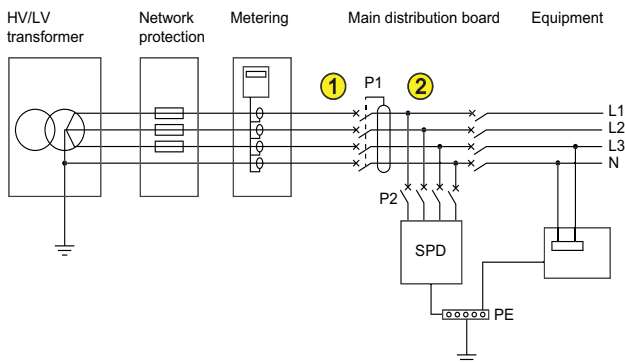 HV/LV
transformer
Network
protection
Metering
Main distribution board
Equipment
1
P1
2
L1
L2
L3
N
P2
SPD
PE